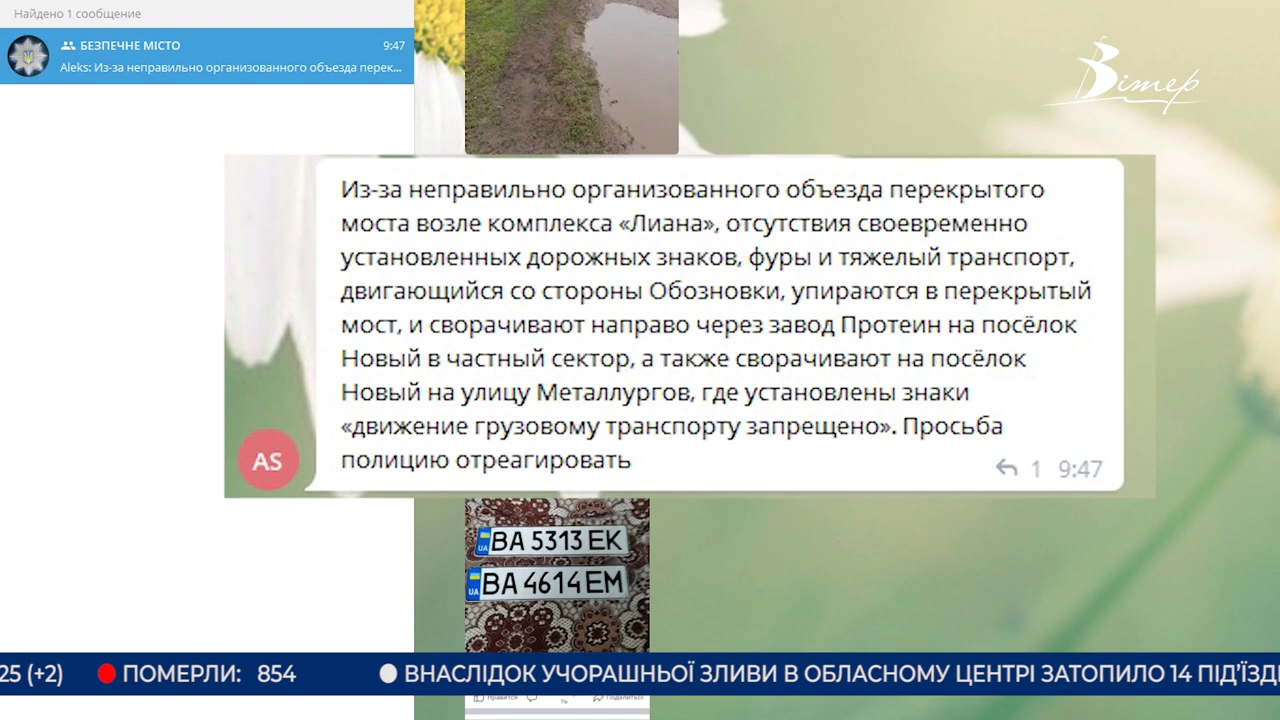 Найдено 1 сообщение
БЕЗПЕЧНЕ МІСТО 9:47
Aleks: Из-за неправильно организованного объезда перек...
Вітер
Из-за неправильно организованного объезда перекрытого
моста возле комплекса «Лиана», отсутствия своевременно
установленных дорожных знаков, фуры и тяжелый транспорт,
двигающийся со стороны Обозновки, упираются в перекрытый
мост, и сворачивают направо через завод Протеин на посёлок
Новый в частный сектор, а также сворачивают на посёлок
Новый на улицу Металлургов, где установлены знаки
«движение грузовому транспорту запрещено». Просьба
полицию отреагировать
AS
1 9:47
UA BA 5313 EK
UA BA 4614 EM
25 (+2) ПОМЕРЛИ: 854 ВНАСЛІДОК УЧОРАШНЬОЇ ЗЛИВИ В ОБЛАСНОМУ ЦЕНТРІ ЗАТОПИЛО 14 ПІД'ЇЗД